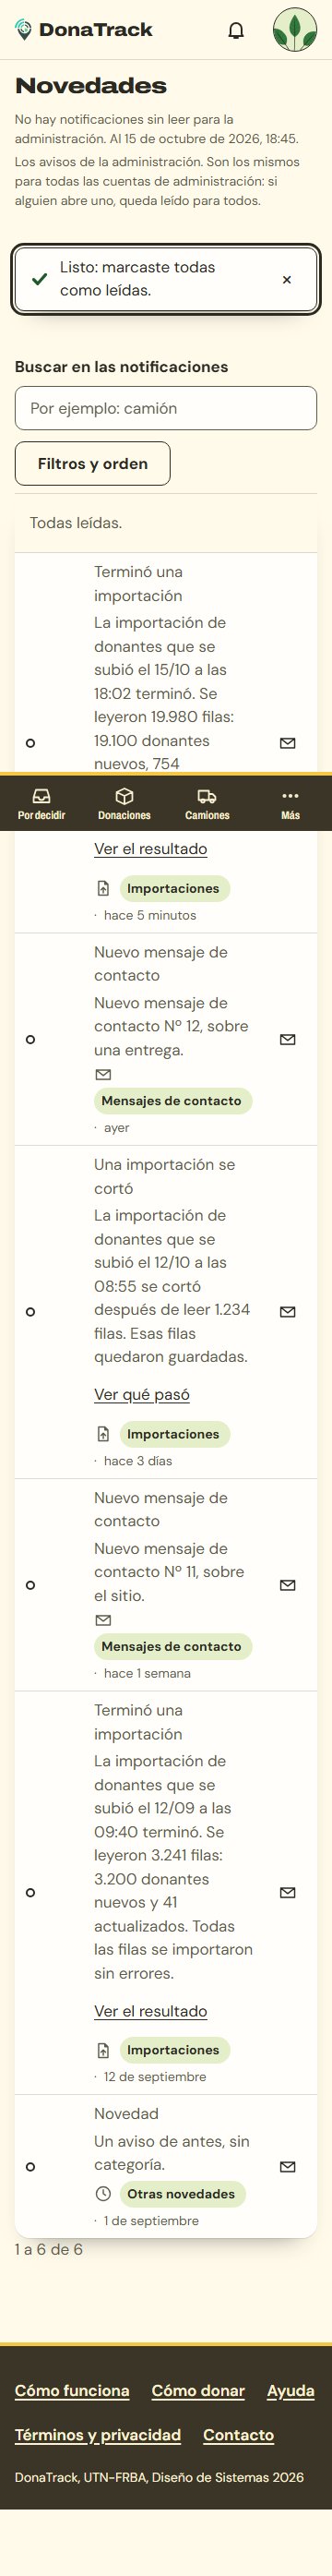 DonaTrack
Novedades
No hay notificaciones sin leer para la
administración. Al 15 de octubre de 2026, 18:45.
Los avisos de la administración. Son los mismos
para todas las cuentas de administración: si
alguien abre uno, queda leído para todos.
Listo: marcaste todas
como leídas.
Buscar en las notificaciones
Por ejemplo: camión
Filtros y orden
Todas leídas.
Terminó una
importación
La importación de
donantes que se
subió el 15/10 a las
18:02 terminó. Se
leyeron 19.980 filas:
19.100 donantes
nuevos, 754
Por decidir
Donaciones
Camiones
Más
Ver el resultado
Importaciones
· hace 5 minutos
Nuevo mensaje de
contacto
Nuevo mensaje de
contacto Nº 12, sobre
una entrega.
Mensajes de contacto
· ayer
Una importación se
cortó
La importación de
donantes que se
subió el 12/10 a las
08:55 se cortó
después de leer 1.234
filas. Esas filas
quedaron guardadas.
Ver qué pasó
Importaciones
· hace 3 días
Nuevo mensaje de
contacto
Nuevo mensaje de
contacto Nº 11, sobre
el sitio.
Mensajes de contacto
· hace 1 semana
Terminó una
importación
La importación de
donantes que se
subió el 12/09 a las
09:40 terminó. Se
leyeron 3.241 filas:
3.200 donantes
nuevos y 41
actualizados. Todas
las filas se importaron
sin errores.
Ver el resultado
Importaciones
· 12 de septiembre
Novedad
Un aviso de antes, sin
categoría.
Otras novedades
· 1 de septiembre
1 a 6 de 6
Cómo funciona Cómo donar Ayuda
Términos y privacidad Contacto
DonaTrack, UTN-FRBA, Diseño de Sistemas 2026